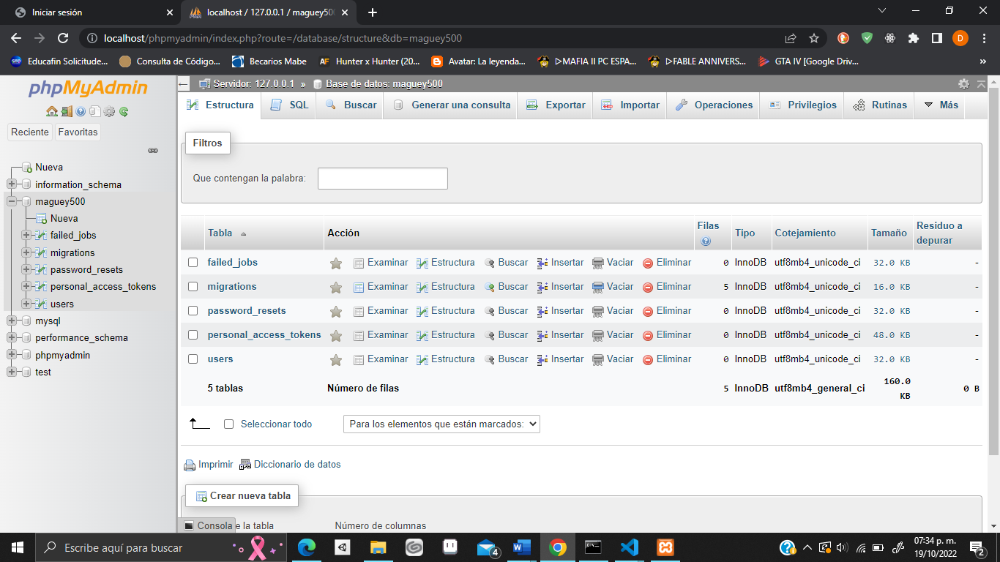 Iniciar sesión
localhost / 127.0.0.1 / maguey500
localhost/phpmyadmin/index.php?route=/database/structure&db=maguey500
D
Educafin Solicitude...
Consulta de Código...
Becarios Mabe
Hunter x Hunter (20...
Avatar: La leyenda...
▷MAFIA II PC ESPA...
▷FABLE ANNIVERS...
GTA IV [Google Driv...
»
phpMyAdmin
Reciente
Favoritas
Nueva
information_schema
maguey500
Nueva
failed_jobs
migrations
password_resets
personal_access_tokens
users
mysql
performance_schema
phpmyadmin
test
Servidor: 127.0.0.1 » Base de datos: maguey500
Estructura SQL Buscar Generar una consulta Exportar Importar Operaciones Privilegios Rutinas Más
Filtros
Que contengan la palabra:
Tabla Acción Filas Tipo Cotejamiento Tamaño Residuo a depurar
failed_jobs Examinar Estructura Buscar Insertar Vaciar Eliminar 0 InnoDB utf8mb4_unicode_ci 32.0 KB -
migrations Examinar Estructura Buscar Insertar Vaciar Eliminar 5 InnoDB utf8mb4_unicode_ci 16.0 KB -
password_resets Examinar Estructura Buscar Insertar Vaciar Eliminar 0 InnoDB utf8mb4_unicode_ci 32.0 KB -
personal_access_tokens Examinar Estructura Buscar Insertar Vaciar Eliminar 0 InnoDB utf8mb4_unicode_ci 48.0 KB -
users Examinar Estructura Buscar Insertar Vaciar Eliminar 0 InnoDB utf8mb4_unicode_ci 32.0 KB -
5 tablas Número de filas 5 InnoDB utf8mb4_general_ci 160.0 KB 0 B
Seleccionar todo
Para los elementos que están marcados:
Imprimir Diccionario de datos
Crear nueva tabla
Consola e la tabla Número de columnas
Escribe aquí para buscar
4
07:34 p. m.
19/10/2022
2